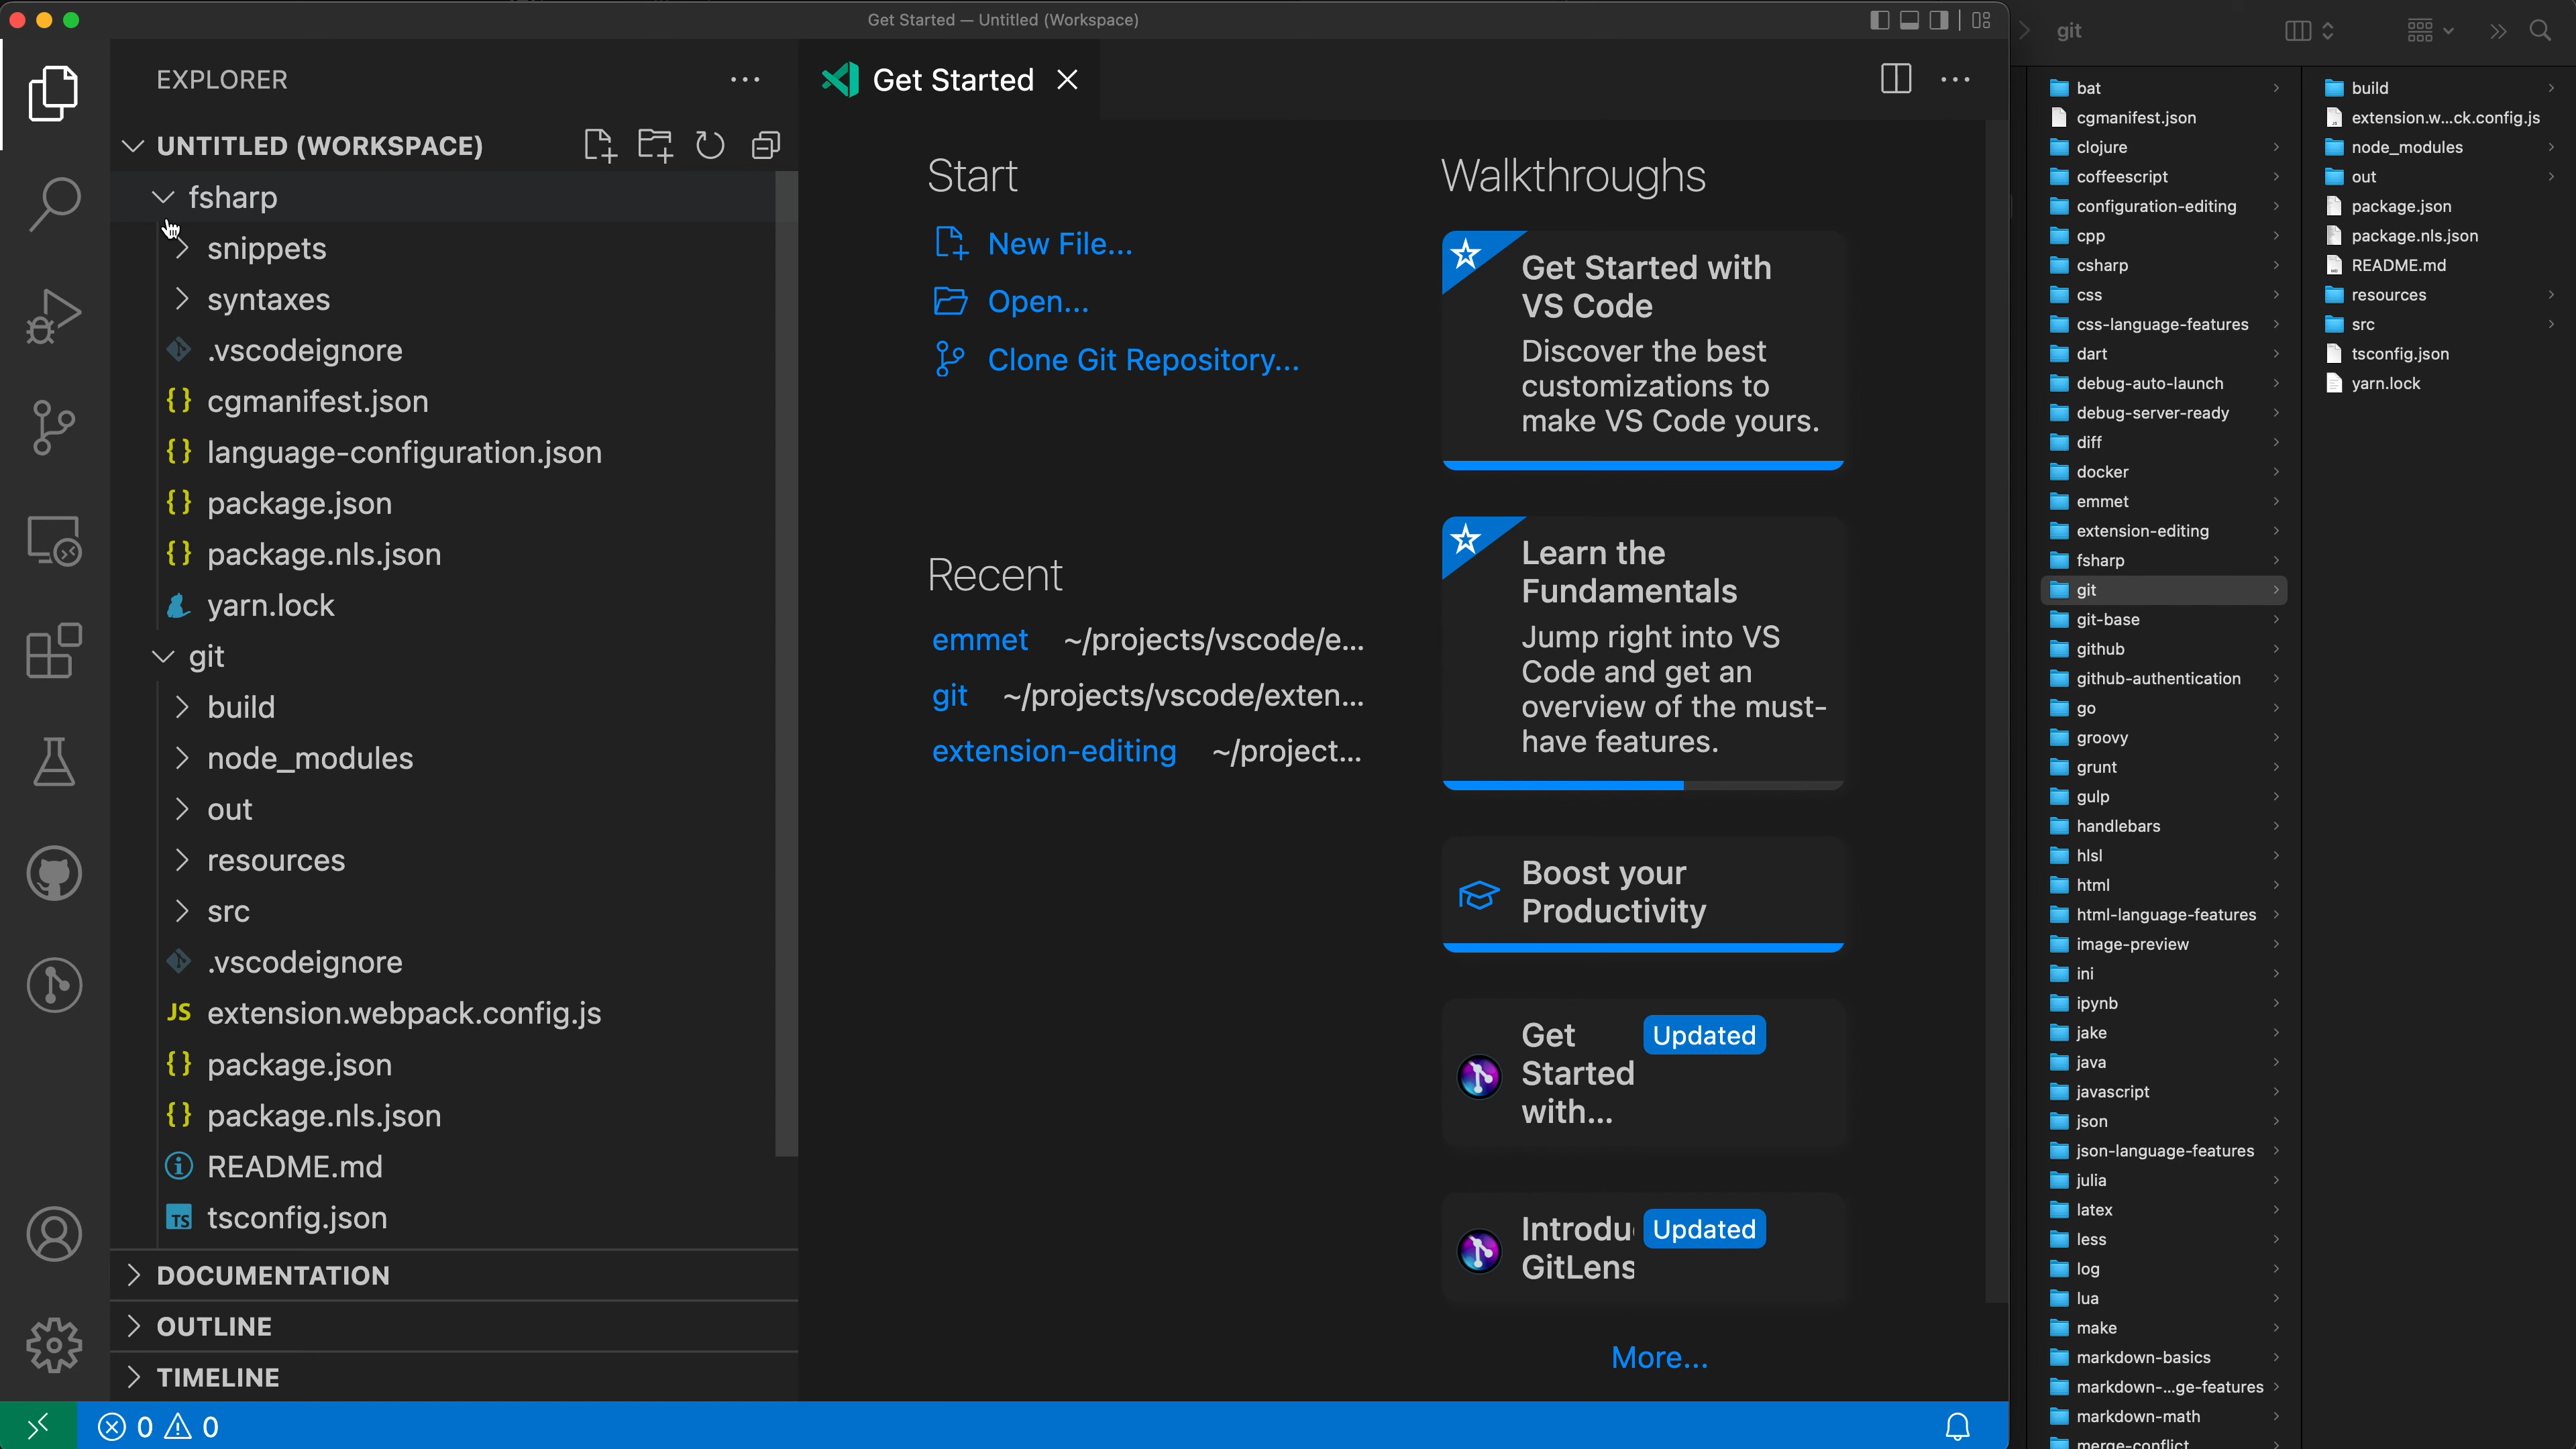 Get Started — Untitled (Workspace)
EXPLORER
UNTITLED (WORKSPACE)
fsharp
snippets
syntaxes
.vscodeignore
{} cgmanifest.json
{} language-configuration.json
{} package.json
{} package.nls.json
yarn.lock
git
build
node_modules
out
resources
src
.vscodeignore
JS extension.webpack.config.js
{} package.json
{} package.nls.json
README.md
TS tsconfig.json
DOCUMENTATION
OUTLINE
TIMELINE
0 0
Get Started
Start
New File...
Open...
Clone Git Repository...
Recent
emmet ~/projects/vscode/e...
git ~/projects/vscode/exten...
extension-editing ~/project...
Walkthroughs
Get Started with
VS Code
Discover the best
customizations to
make VS Code yours.
Learn the
Fundamentals
Jump right into VS
Code and get an
overview of the must-
have features.
Boost your
Productivity
Get Updated
Started
with...
Introdu Updated
GitLens
More...
git
bat
cgmanifest.json
clojure
coffeescript
configuration-editing
cpp
csharp
css
css-language-features
dart
debug-auto-launch
debug-server-ready
diff
docker
emmet
extension-editing
fsharp
git
git-base
github
github-authentication
go
groovy
grunt
gulp
handlebars
hlsl
html
html-language-features
image-preview
ini
ipynb
jake
java
javascript
json
json-language-features
julia
latex
less
log
lua
make
markdown-basics
markdown-...ge-features
markdown-math
merge-conflict
build
extension.w...ck.config.js
node_modules
out
package.json
package.nls.json
README.md
resources
src
tsconfig.json
yarn.lock